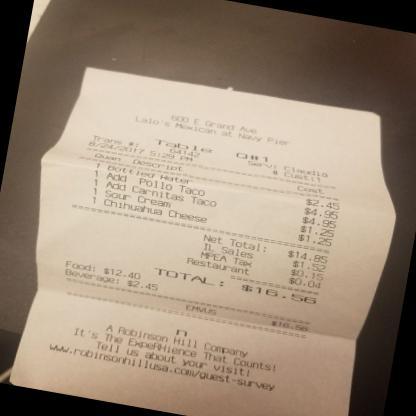 600 E Grand Ave
Lalo's Mexican at Navy Pier
Table Q#1
Trans #: 64142 Serv: Claudia
8/24/2017 5:29 PM # Cust:1
Quan Descript Cost
1 Bottled Water $2.45
1 Add Pollo Taco $4.95
1 Add Carnitas Taco $4.95
1 Sour Cream $1.25
1 Chihuahua Cheese $1.25
Net Total: $14.85
IL Sales $1.52
MPEA Tax $0.15
Restaurant $0.04
TOTAL: $16.56
Food: $12.40
Beverage: $2.45
EMVUS $16.56
A Robinson Hill Company
It's The ExpeRHience That Counts!
Tell us about your visit!
www.robinsonhillusa.com/guest-survey